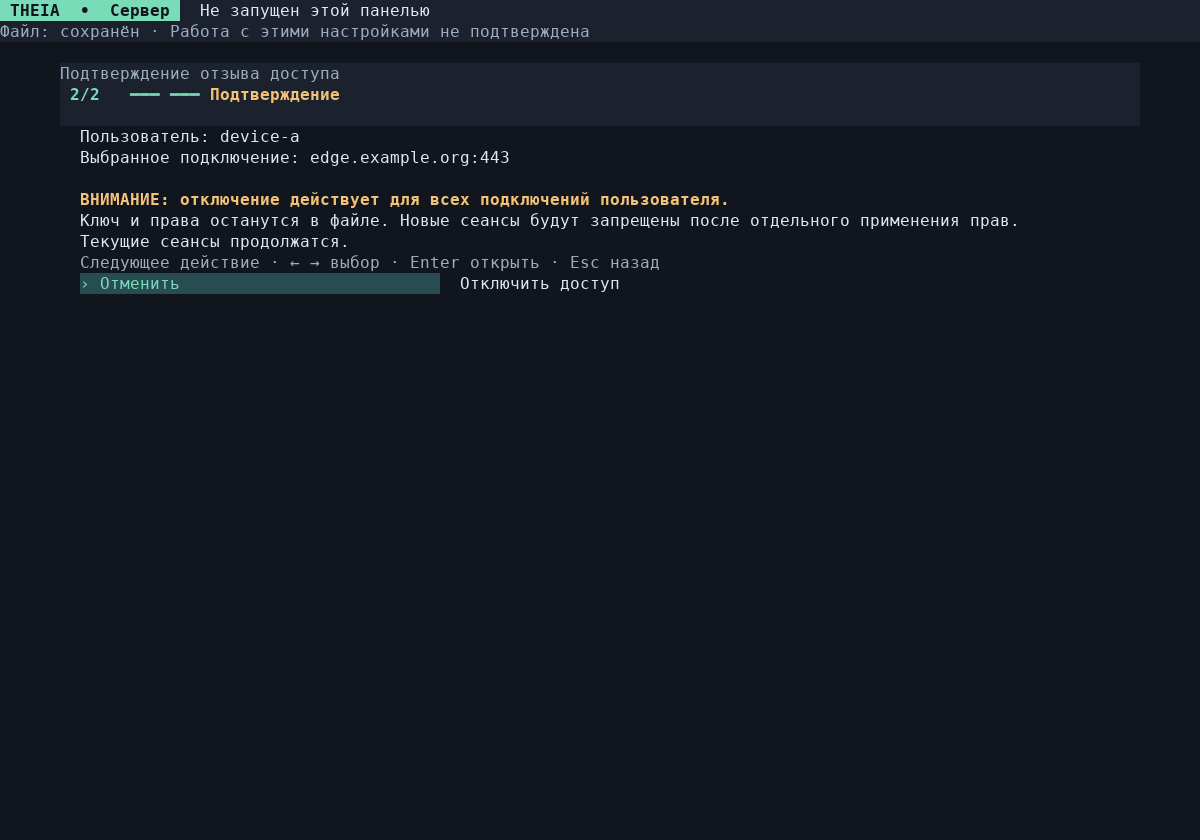 THEIA • Сервер Не запущен этой панелью
Файл: сохранён · Работа с этими настройками не подтверждена
Подтверждение отзыва доступа
2/2 ━━━ ━━━ Подтверждение
Пользователь: device-a
Выбранное подключение: edge.example.org:443
ВНИМАНИЕ: отключение действует для всех подключений пользователя.
Ключ и права останутся в файле. Новые сеансы будут запрещены после отдельного применения прав.
Текущие сеансы продолжатся.
Следующее действие · ← → выбор · Enter открыть · Esc назад
› Отменить Отключить доступ